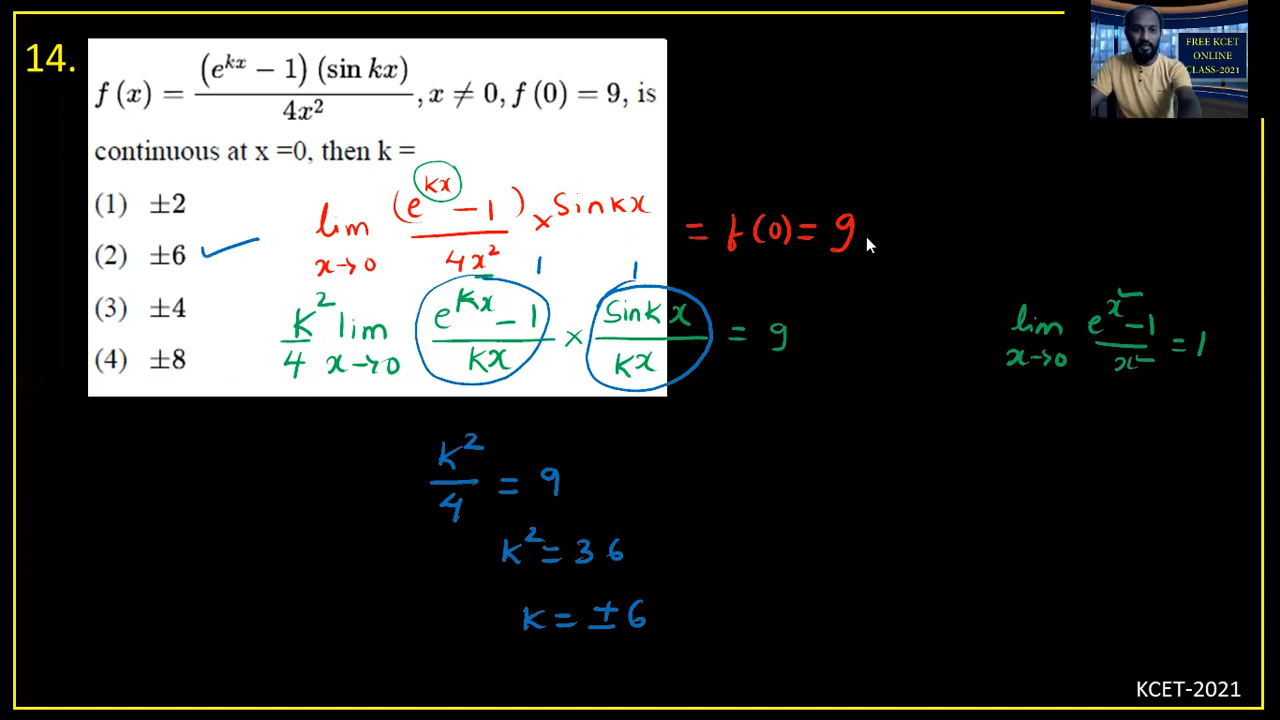 14.
f(x) = (e^{kx} − 1)(sin kx) / 4x², x ≠ 0, f(0) = 9, is
continuous at x =0, then k =
(1) ±2
(2) ±6 ✓
(3) ±4
(4) ±8
lim x→0 (e^{kx} − 1) / 4x² × sin kx = f(0) = 9
K²/4 lim x→0 (e^{kx} − 1) / kx × sin kx / kx = 9
1 1
lim x→0 (e^{x²} − 1) / x² = 1
K²/4 = 9
K² = 36
K = ±6
FREE KCET
ONLINE
CLASS-2021
KCET-2021